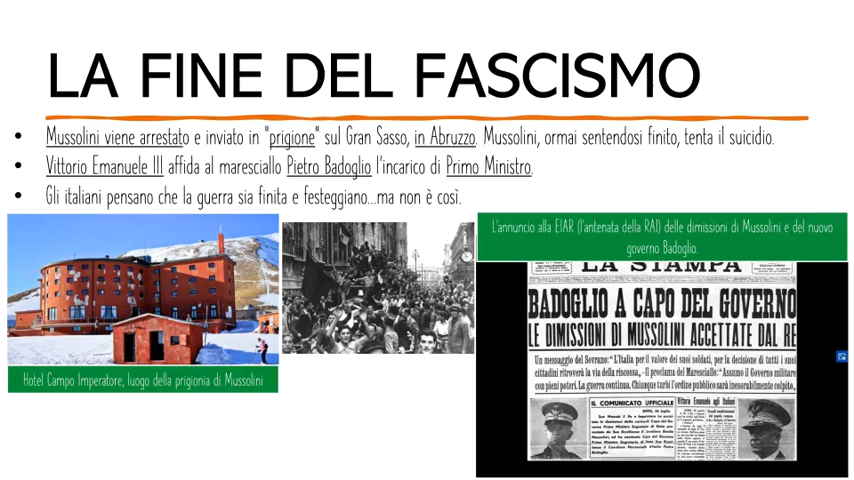 LA FINE DEL FASCISMO
• Mussolini viene arrestato e inviato in "prigione" sul Gran Sasso, in Abruzzo. Mussolini, ormai sentendosi finito, tenta il suicidio.
• Vittorio Emanuele III affida al maresciallo Pietro Badoglio l'incarico di Primo Ministro.
• Gli italiani pensano che la guerra sia finita e festeggiano...ma non è così.
L'annuncio alla EIAR (l'antenata della RAI) delle dimissioni di Mussolini e del nuovo
governo Badoglio.
LA STAMPA
BADOGLIO A CAPO DEL GOVERNO
LE DIMISSIONI DI MUSSOLINI ACCETTATE DAL RE
Un messaggio del Sovrano: "L'Italia per il valore dei suoi soldati, per la decisione di tutti i suoi
cittadini ritroverà la via della riscossa„ - Il proclama del Maresciallo: "Assumo il Governo militare
con pieni poteri. La guerra continua. Chiunque turbi l'ordine pubblico sarà inesorabilmente colpito„
IL COMUNICATO UFFICIALE
Vittorio Emanuele agli Italiani
Hotel Campo Imperatore, luogo della prigionia di Mussolini